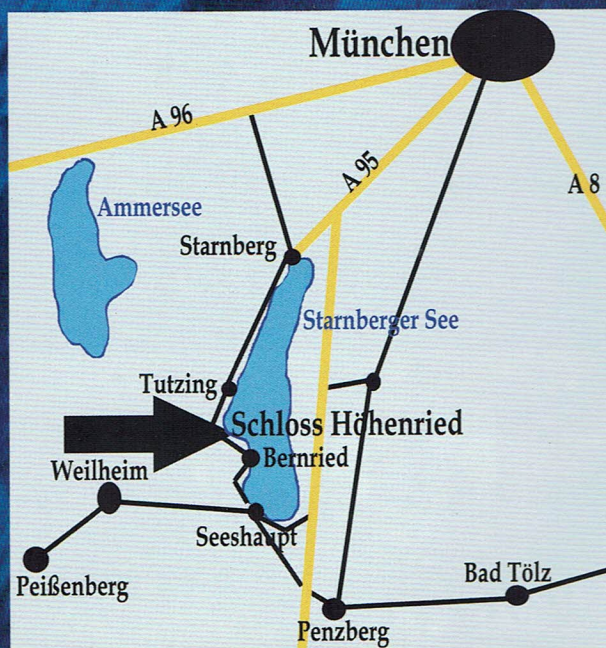 München
A 96
A 95
A 8
Ammersee
Starnberg
Starnberger See
Tutzing
Schloss Höhenried
Bernried
Weilheim
Seeshaupt
Peißenberg
Bad Tölz
Penzberg